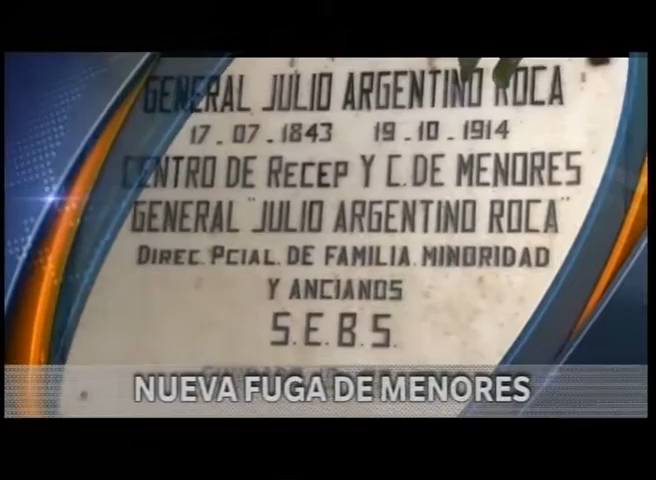 GENERAL JULIO ARGENTINO ROCA
17.07.1843 19.10.1914
CENTRO DE RECEP Y C. DE MENORES
GENERAL "JULIO ARGENTINO ROCA"
DIREC. PCIAL. DE FAMILIA, MINORIDAD
Y ANCIANOS
S.E.B.S.
NUEVA FUGA DE MENORES